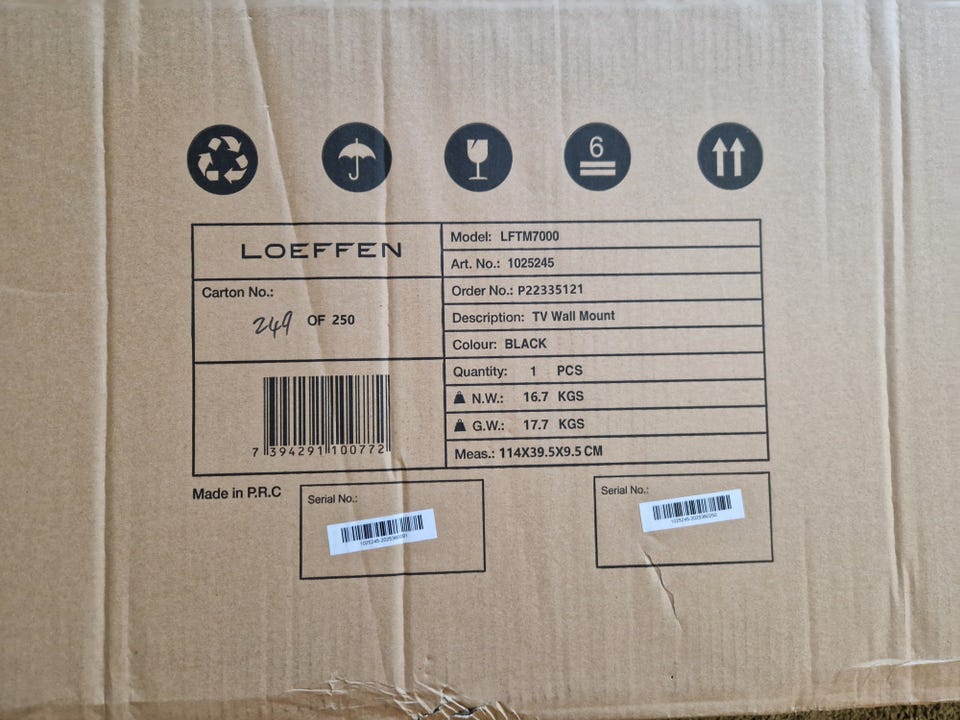 6
LOEFFEN
Carton No.:
249 OF 250
7 394291 100772
Model: LFTM7000
Art. No.: 1025245
Order No.: P22335121
Description: TV Wall Mount
Colour: BLACK
Quantity: 1 PCS
N.W.: 16.7 KGS
G.W.: 17.7 KGS
Meas.: 114X39.5X9.5 CM
Made in P.R.C
Serial No.:
Serial No.: